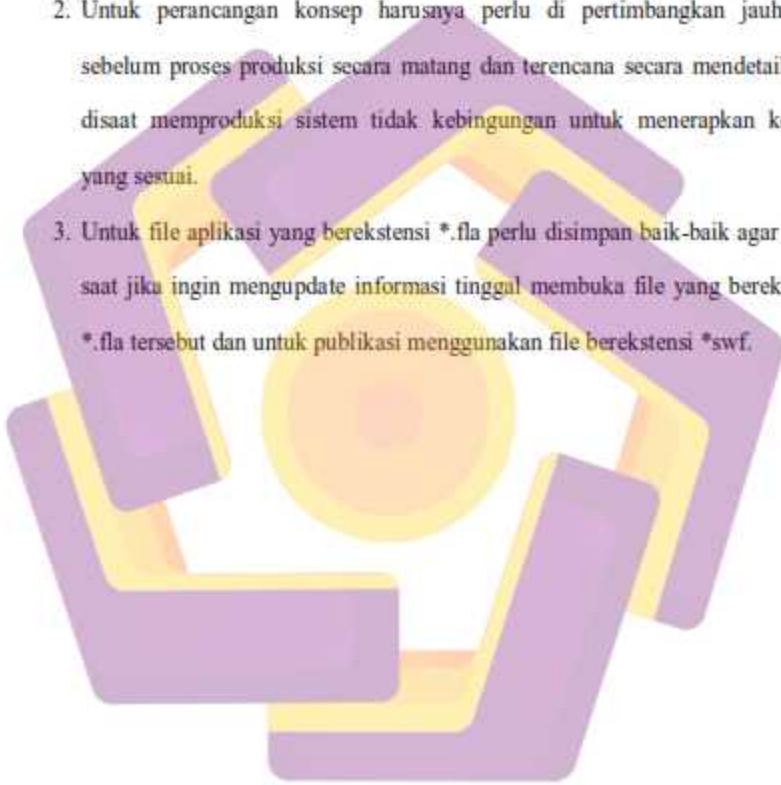 2. Untuk perancangan konsep harusnya perlu di pertimbangkan jauh
sebelum proses produksi secara matang dan terencana secara mendetail
disaat memproduksi sistem tidak kebingungan untuk menerapkan k
yang sesuai.
3. Untuk file aplikasi yang berekstensi *.fla perlu disimpan baik-baik agar
saat jika ingin mengupdate informasi tinggal membuka file yang berek
*.fla tersebut dan untuk publikasi menggunakan file berekstensi *swf.